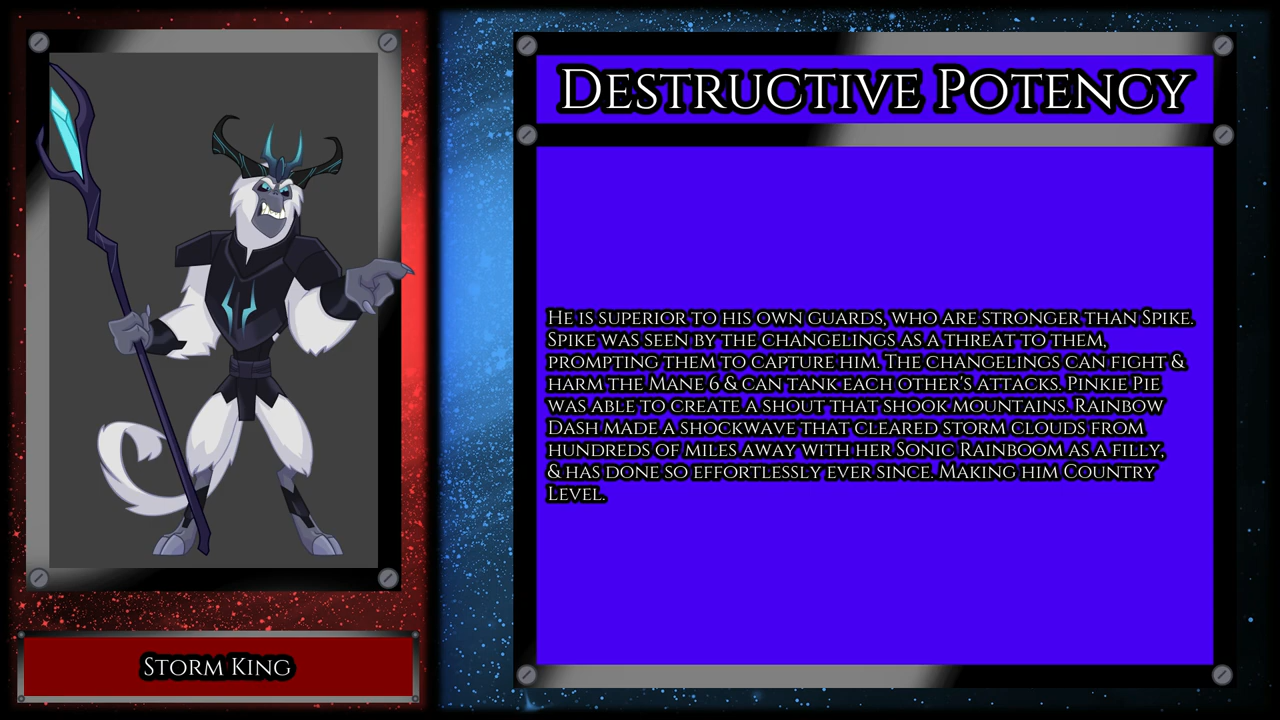 Destructive Potency
He is superior to his own guards, who are stronger than Spike.
Spike was seen by the changelings as a threat to them,
prompting them to capture him. The changelings can fight &
harm the Mane 6 & can tank each other's attacks. Pinkie Pie
was able to create a shout that shook mountains. Rainbow
Dash made a shockwave that cleared storm clouds from
hundreds of miles away with her Sonic Rainboom as a filly,
& has done so effortlessly ever since. Making him Country
Level.
Storm King